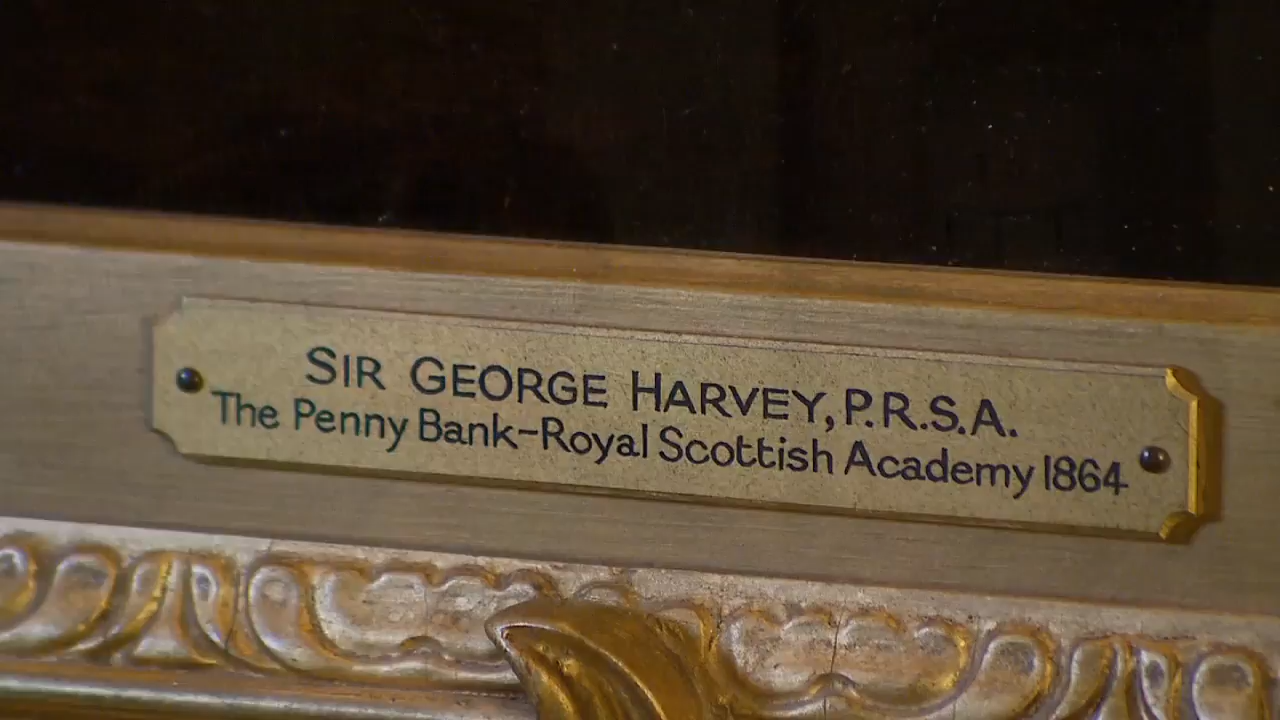 SIR GEORGE HARVEY, P.R.S.A.
The Penny Bank-Royal Scottish Academy 1864